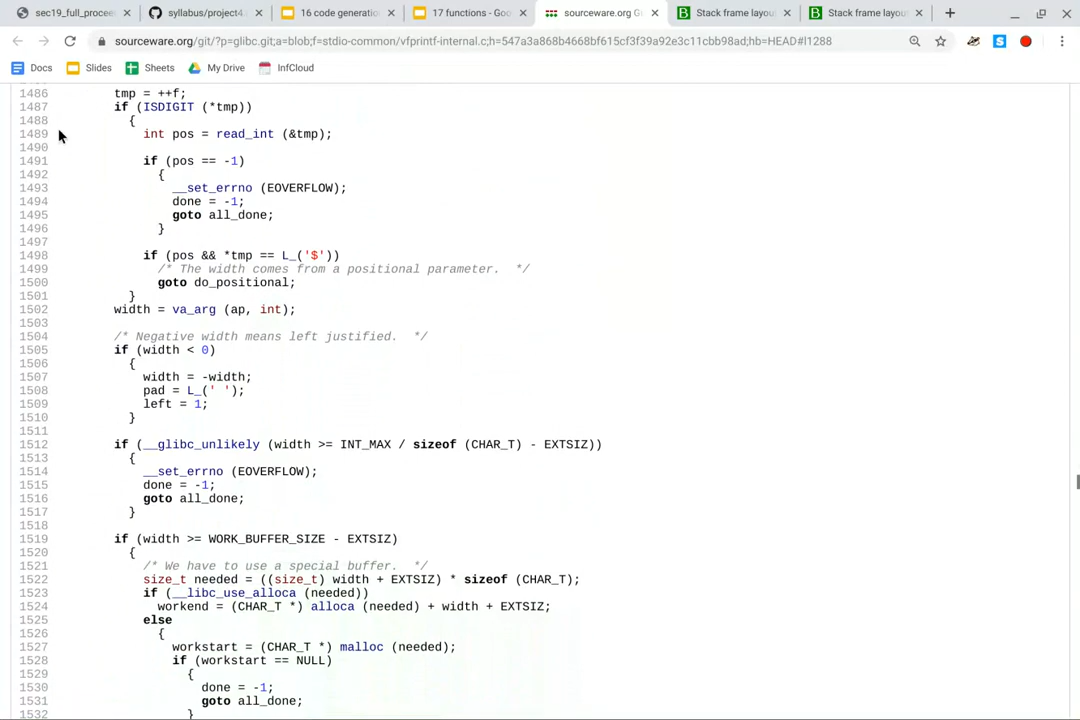 sec19_full_proceed
syllabus/project4.
16 code generatio
17 functions - Goo
sourceware.org Gi
Stack frame layou
Stack frame layou
sourceware.org/git/?p=glibc.git;a=blob;f=stdio-common/vfprintf-internal.c;h=547a3a868b4668bf615cf3f39a92e3c11cbb98ad;hb=HEAD#l1288
Docs Slides Sheets My Drive InfCloud
1486 tmp = ++f;
1487 if (ISDIGIT (*tmp))
1488 {
1489 int pos = read_int (&tmp);
1490
1491 if (pos == -1)
1492 {
1493 __set_errno (EOVERFLOW);
1494 done = -1;
1495 goto all_done;
1496 }
1497
1498 if (pos && *tmp == L_('$'))
1499 /* The width comes from a positional parameter.  */
1500 goto do_positional;
1501 }
1502 width = va_arg (ap, int);
1503
1504 /* Negative width means left justified.  */
1505 if (width < 0)
1506 {
1507 width = -width;
1508 pad = L_(' ');
1509 left = 1;
1510 }
1511
1512 if (__glibc_unlikely (width >= INT_MAX / sizeof (CHAR_T) - EXTSIZ))
1513 {
1514 __set_errno (EOVERFLOW);
1515 done = -1;
1516 goto all_done;
1517 }
1518
1519 if (width >= WORK_BUFFER_SIZE - EXTSIZ)
1520 {
1521 /* We have to use a special buffer.  */
1522 size_t needed = ((size_t) width + EXTSIZ) * sizeof (CHAR_T);
1523 if (__libc_use_alloca (needed))
1524 workend = (CHAR_T *) alloca (needed) + width + EXTSIZ;
1525 else
1526 {
1527 workstart = (CHAR_T *) malloc (needed);
1528 if (workstart == NULL)
1529 {
1530 done = -1;
1531 goto all_done;
1532 }